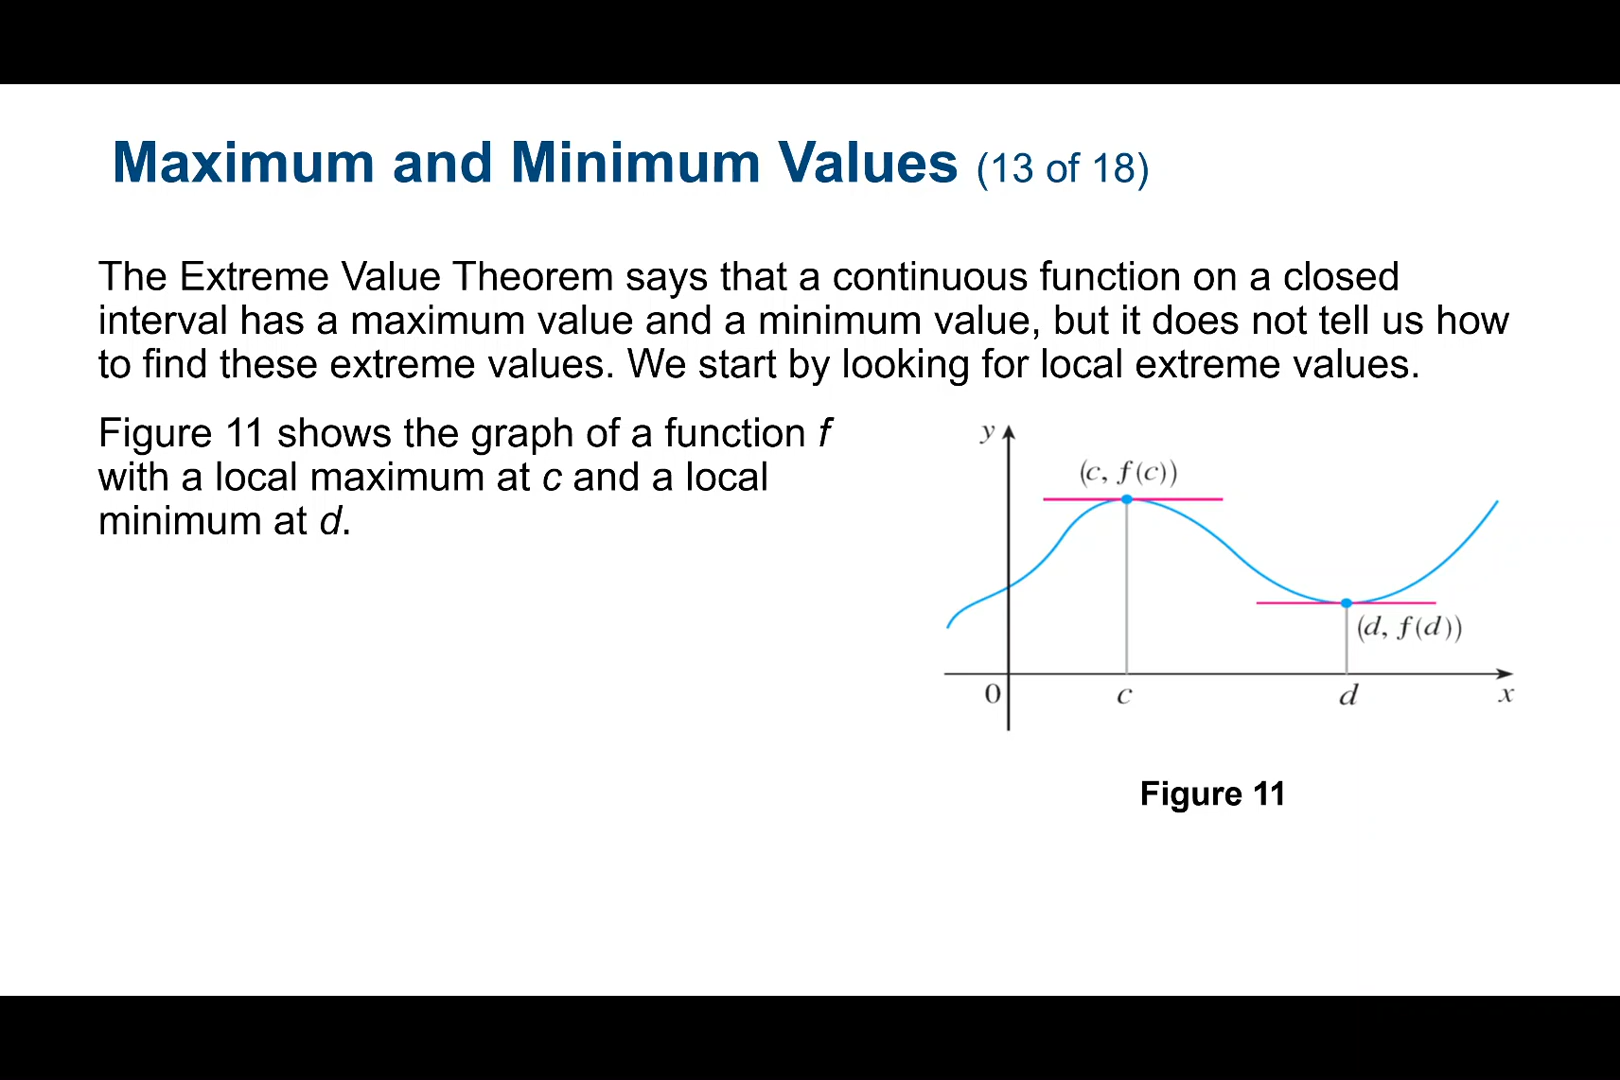 Maximum and Minimum Values (13 of 18)
The Extreme Value Theorem says that a continuous function on a closed
interval has a maximum value and a minimum value, but it does not tell us how
to find these extreme values. We start by looking for local extreme values.
Figure 11 shows the graph of a function f
with a local maximum at c and a local
minimum at d.
y
(c, f(c))
(d, f(d))
0
c
d
x
Figure 11